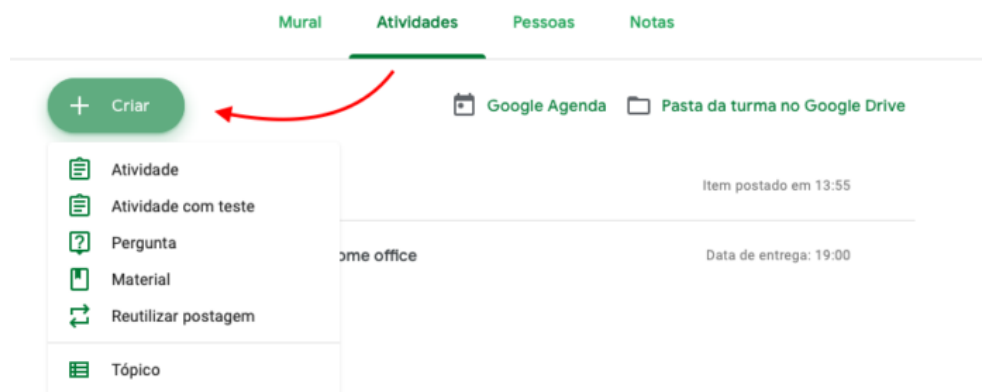 Mural Atividades Pessoas Notas
+ Criar
Google Agenda Pasta da turma no Google Drive
Atividade
Item postado em 13:55
Atividade com teste
Pergunta
ome office
Data de entrega: 19:00
Material
Reutilizar postagem
Tópico